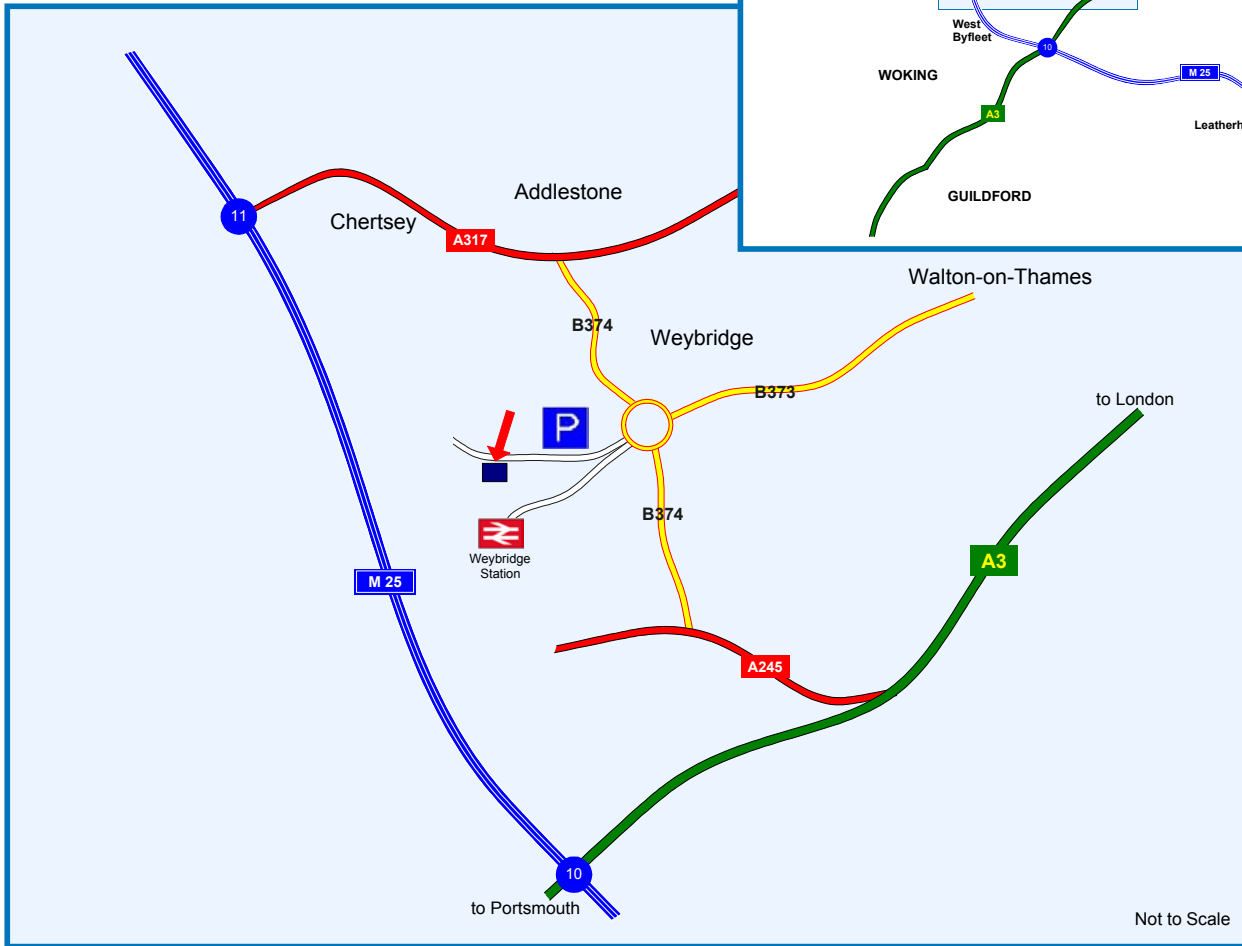 West
Byfleet
10
WOKING
M 25
A3
Leatherh
GUILDFORD
Addlestone
11
Chertsey
A317
Walton-on-Thames
B374
Weybridge
B373
to London
P
B374
Weybridge
Station
A3
M 25
A245
10
to Portsmouth
Not to Scale